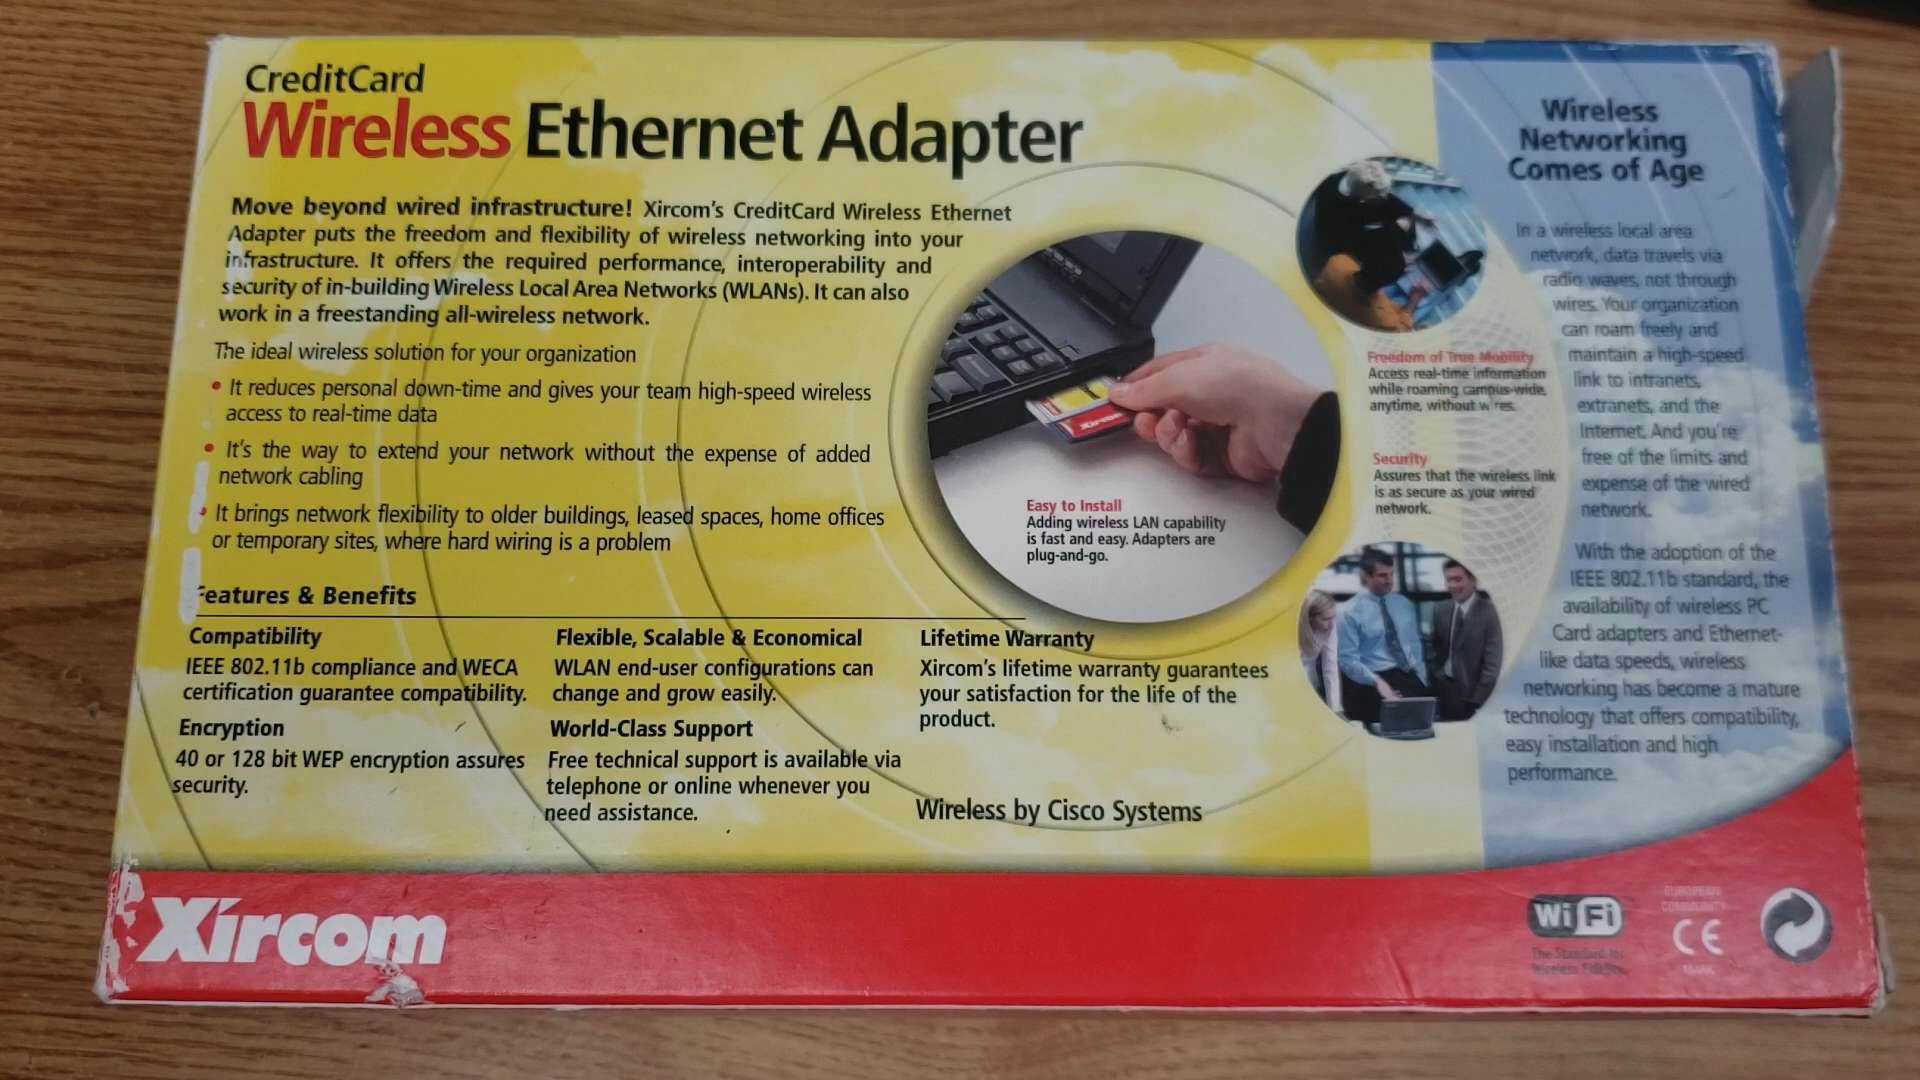 CreditCard
Wireless Ethernet Adapter
Move beyond wired infrastructure! Xircom's CreditCard Wireless Ethernet
Adapter puts the freedom and flexibility of wireless networking into your
infrastructure. It offers the required performance, interoperability and
security of in-building Wireless Local Area Networks (WLANs). It can also
work in a freestanding all-wireless network.
The ideal wireless solution for your organization
• It reduces personal down-time and gives your team high-speed wireless
access to real-time data
• It's the way to extend your network without the expense of added
network cabling
• It brings network flexibility to older buildings, leased spaces, home offices
or temporary sites, where hard wiring is a problem
Features & Benefits
Compatibility
IEEE 802.11b compliance and WECA
certification guarantee compatibility.
Encryption
40 or 128 bit WEP encryption assures
security.
Flexible, Scalable & Economical
WLAN end-user configurations can
change and grow easily.
World-Class Support
Free technical support is available via
telephone or online whenever you
need assistance.
Lifetime Warranty
Xircom's lifetime warranty guarantees
your satisfaction for the life of the
product.
Wireless by Cisco Systems
Xircom
Easy to Install
Adding wireless LAN capability
is fast and easy. Adapters are
plug-and-go.
Freedom of True Mobility
Access real-time information
while roaming campus-wide,
anytime, without wires.
Security
Assures that the wireless link
is as secure as your wired
network.
Wireless
Networking
Comes of Age
In a wireless local area
network, data travels via
radio waves, not through
wires. Your organization
can roam freely and
maintain a high-speed
link to intranets,
extranets, and the
Internet. And you're
free of the limits and
expense of the wired
network.
With the adoption of the
IEEE 802.11b standard, the
availability of wireless PC
Card adapters and Ethernet-
like data speeds, wireless
networking has become a mature
technology that offers compatibility,
easy installation and high
performance.
Xircom
Wi Fi
The Standard for
Wireless Fidelity
EUROPEAN
COMMUNITY
CE
MARK